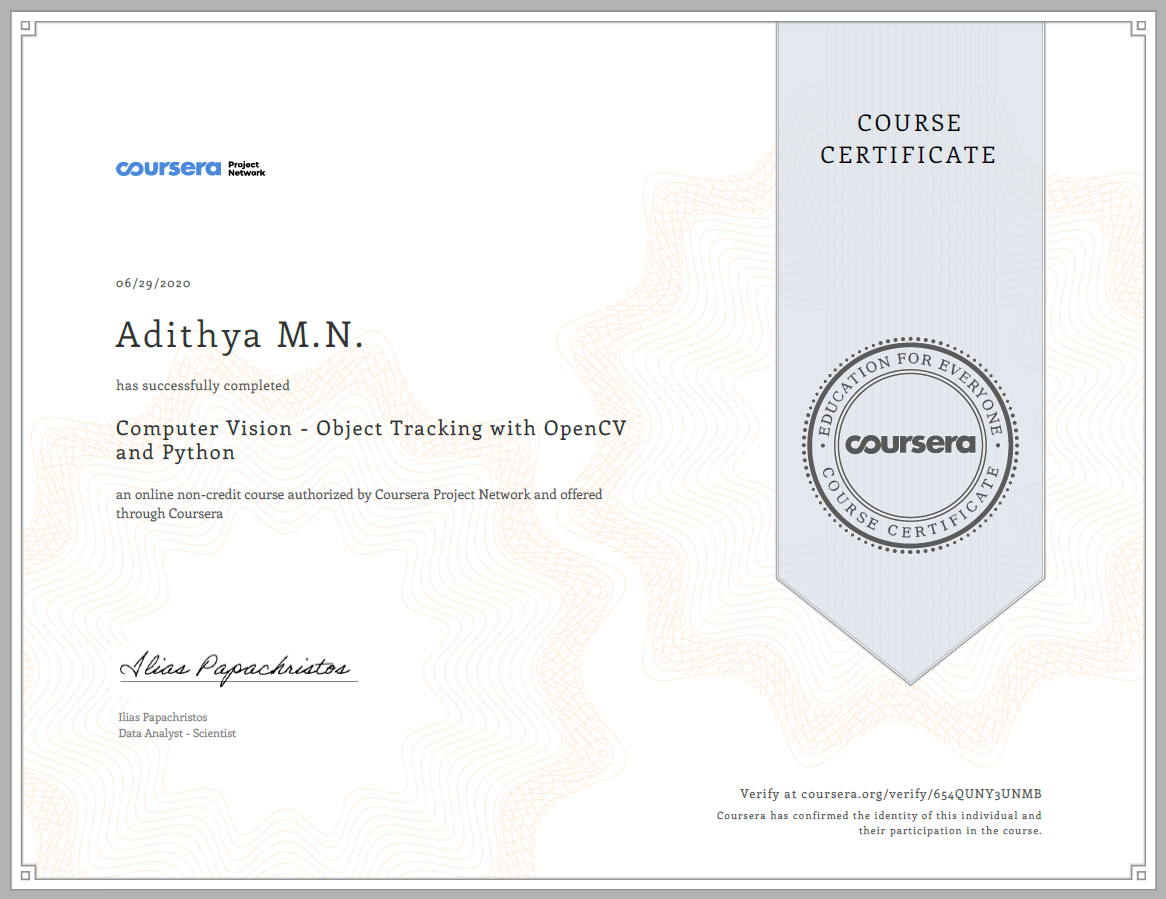 COURSE
CERTIFICATE
coursera Project
Network
06/29/2020
Adithya M.N.
has successfully completed
Computer Vision - Object Tracking with OpenCV
and Python
an online non-credit course authorized by Coursera Project Network and offered
through Coursera
EDUCATION FOR EVERYONE
coursera
COURSE CERTIFICATE
Ilias Papachristos
Ilias Papachristos
Data Analyst - Scientist
Verify at coursera.org/verify/654QUNY3UNMB
Coursera has confirmed the identity of this individual and
their participation in the course.